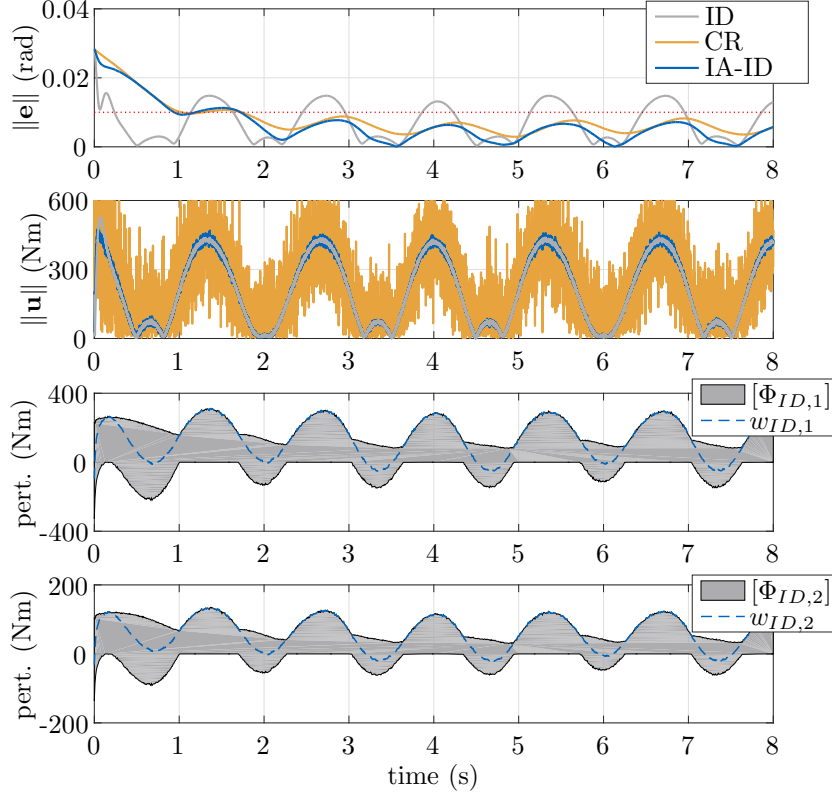 0.04
0.02
0
‖e‖ (rad)
ID
CR
IA-ID
0 1 2 3 4 5 6 7 8
600
300
0
‖u‖ (Nm)
0 1 2 3 4 5 6 7 8
400
0
-400
pert. (Nm)
[Φ_{ID,1}]
w_{ID,1}
0 1 2 3 4 5 6 7 8
200
0
-200
pert. (Nm)
[Φ_{ID,2}]
w_{ID,2}
0 1 2 3 4 5 6 7 8
time (s)